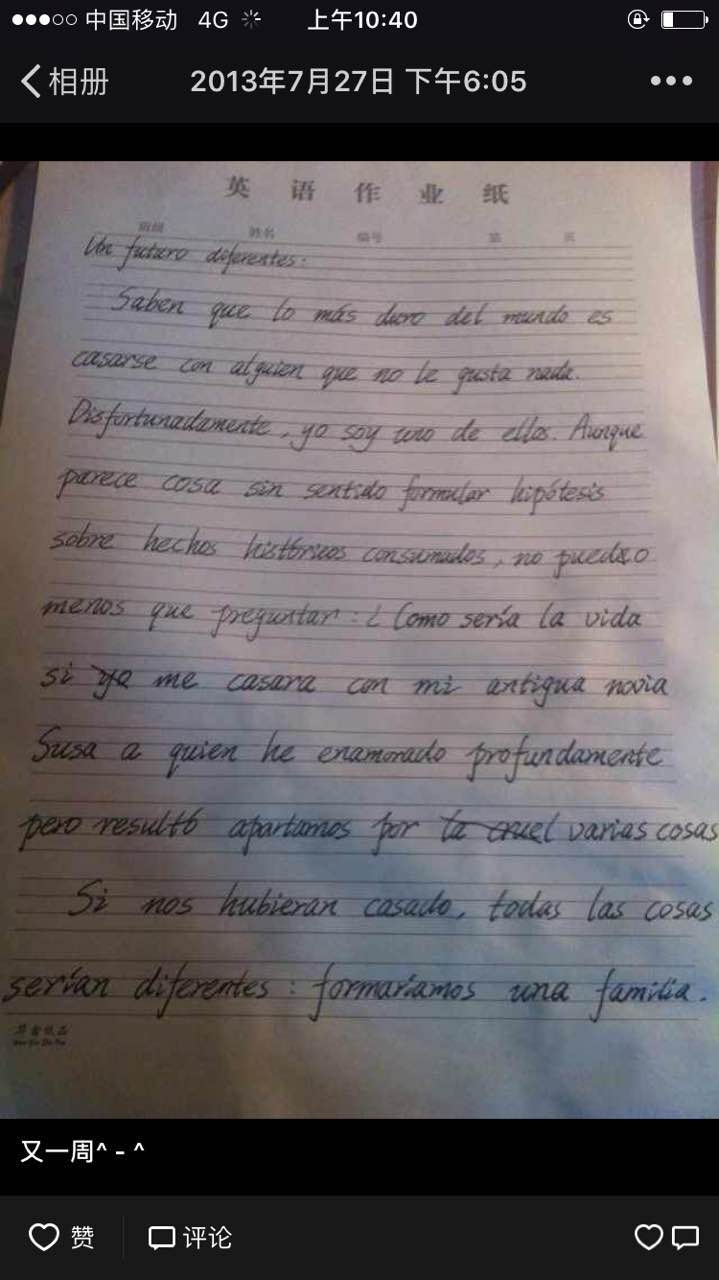 中国移动 4G 上午10:40
相册 2013年7月27日 下午6:05
英语作业纸
班级 姓名 编号 第 页
Un futuro diferentes:
Saben que lo más duro del mundo es
casarse con alguien que no le gusta nada.
Disfortunadamente, yo soy uno de ellos. Aunque
parece cosa sin sentido formular hipótesis
sobre hechos históricos consumados, no puedo
menos que preguntar: ¿Como sería la vida
si yo me casara con mi antigua novia
Susa a quien he enamorado profundamente
pero resultó apartamos por la cruel varias cosas
Si nos hubieran casado, todas las cosas
serían diferentes: formaríamos una familia.
又一周^ - ^
赞 评论